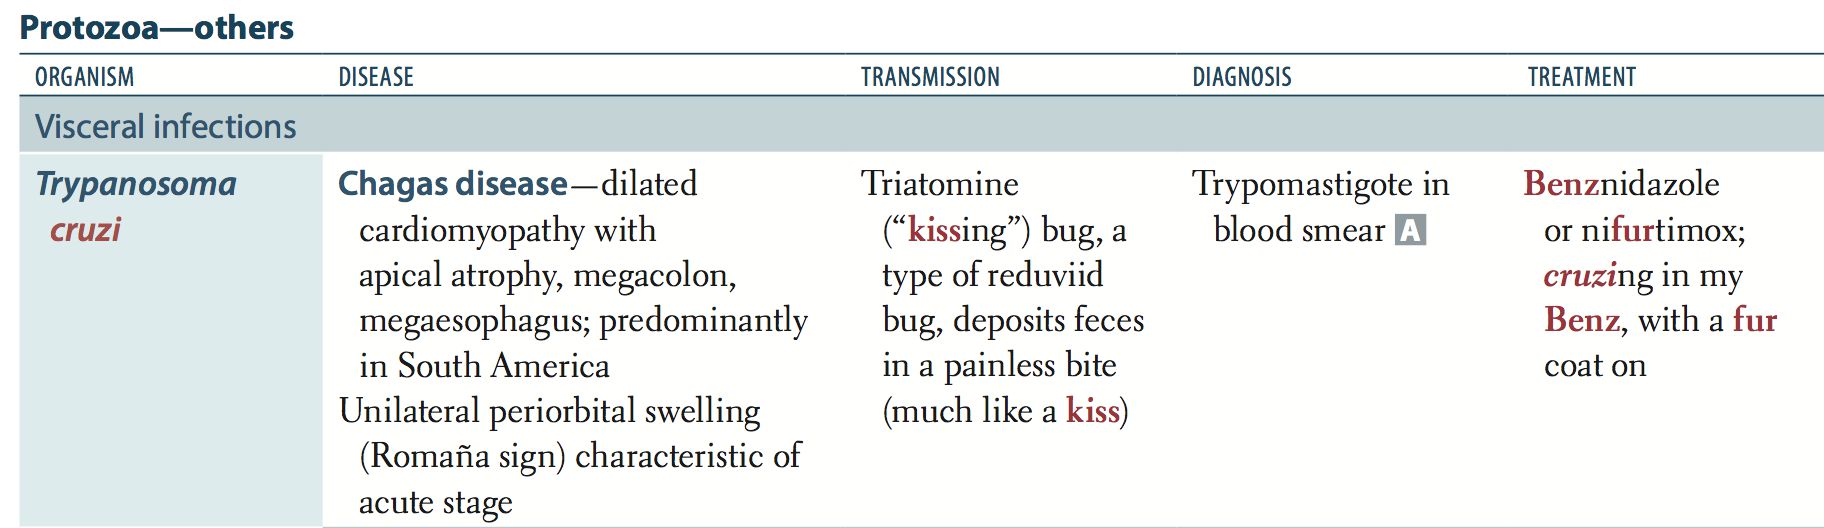 Protozoa—others
ORGANISM DISEASE TRANSMISSION DIAGNOSIS TREATMENT
Visceral infections
Trypanosoma
cruzi
Chagas disease—dilated
cardiomyopathy with
apical atrophy, megacolon,
megaesophagus; predominantly
in South America
Unilateral periorbital swelling
(Romaña sign) characteristic of
acute stage
Triatomine
(“kissing”) bug, a
type of reduviid
bug, deposits feces
in a painless bite
(much like a kiss)
Trypomastigote in
blood smear A
Benznidazole
or nifurtimox;
cruzing in my
Benz, with a fur
coat on